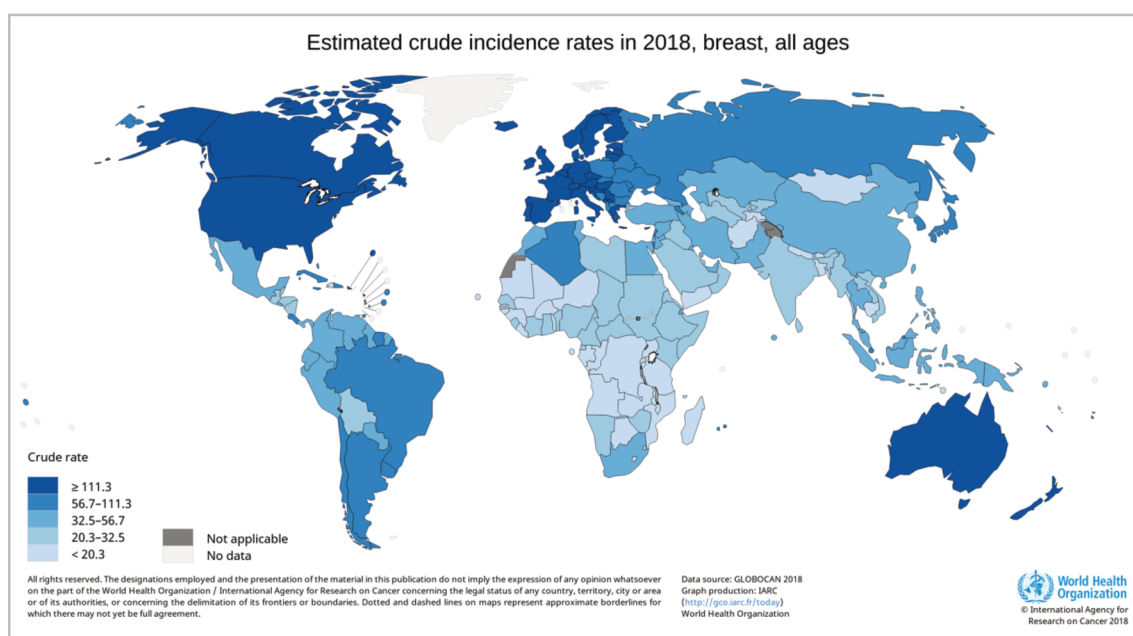 Estimated crude incidence rates in 2018, breast, all ages
Crude rate
≥ 111.3
56.7–111.3
32.5–56.7
20.3–32.5
< 20.3
Not applicable
No data
All rights reserved. The designations employed and the presentation of the material in this publication do not imply the expression of any opinion whatsoever
on the part of the World Health Organization / International Agency for Research on Cancer concerning the legal status of any country, territory, city or area
or of its authorities, or concerning the delimitation of its frontiers or boundaries. Dotted and dashed lines on maps represent approximate borderlines for
which there may not yet be full agreement.
Data source: GLOBOCAN 2018
Graph production: IARC
(http://gco.iarc.fr/today)
World Health Organization
World Health
Organization
© International Agency for
Research on Cancer 2018